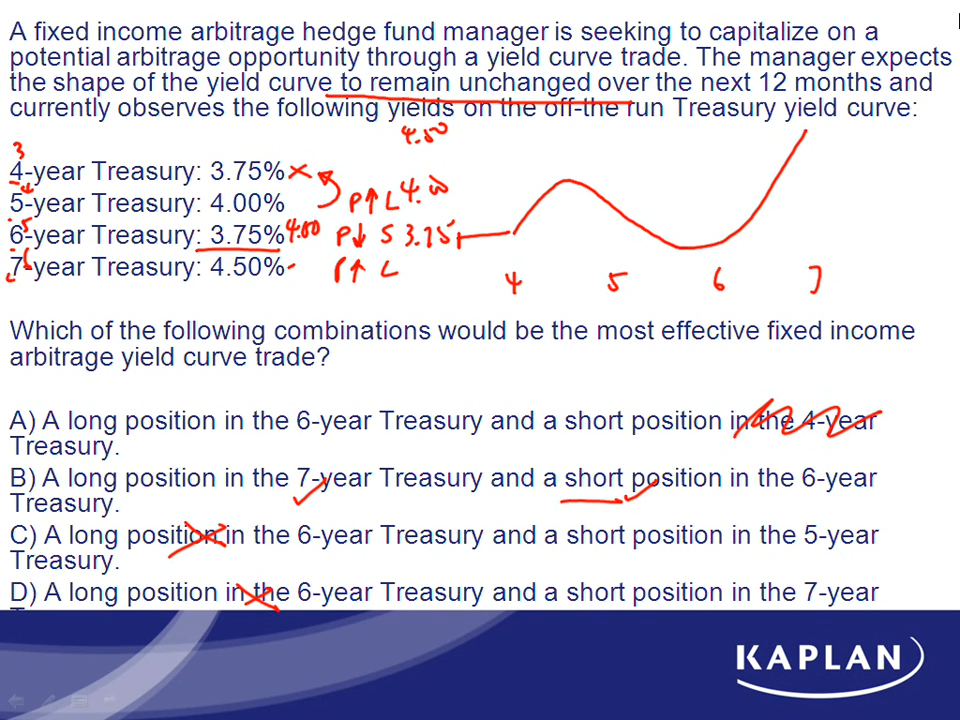 A fixed income arbitrage hedge fund manager is seeking to capitalize on a
potential arbitrage opportunity through a yield curve trade. The manager expects
the shape of the yield curve to remain unchanged over the next 12 months and
currently observes the following yields on the off-the run Treasury yield curve:
4.50
3
4-year Treasury: 3.75%
4
5-year Treasury: 4.00% P↑ L 4.00
5
6-year Treasury: 3.75% 4.00 P↓ S 3.75
6
7-year Treasury: 4.50% P↑ L
4 5 6 7
Which of the following combinations would be the most effective fixed income
arbitrage yield curve trade?
A) A long position in the 6-year Treasury and a short position in the 4-year
Treasury.
B) A long position in the 7-year Treasury and a short position in the 6-year
Treasury.
C) A long position in the 6-year Treasury and a short position in the 5-year
Treasury.
D) A long position in the 6-year Treasury and a short position in the 7-year
KAPLAN